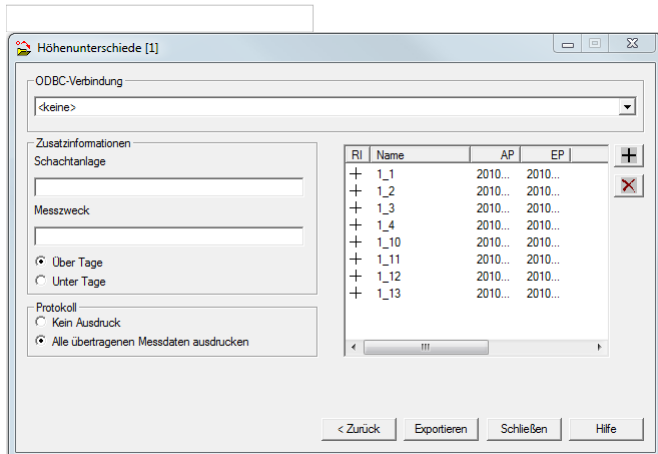 Höhenunterschiede [1]
ODBC-Verbindung
<keine>
Zusatzinformationen
Schachtanlage
Messzweck
Über Tage
Unter Tage
Protokoll
Kein Ausdruck
Alle übertragenen Messdaten ausdrucken
RI Name AP EP
1_1 2010... 2010...
1_2 2010... 2010...
1_3 2010... 2010...
1_4 2010... 2010...
1_10 2010... 2010...
1_11 2010... 2010...
1_12 2010... 2010...
1_13 2010... 2010...
< Zurück Exportieren Schließen Hilfe